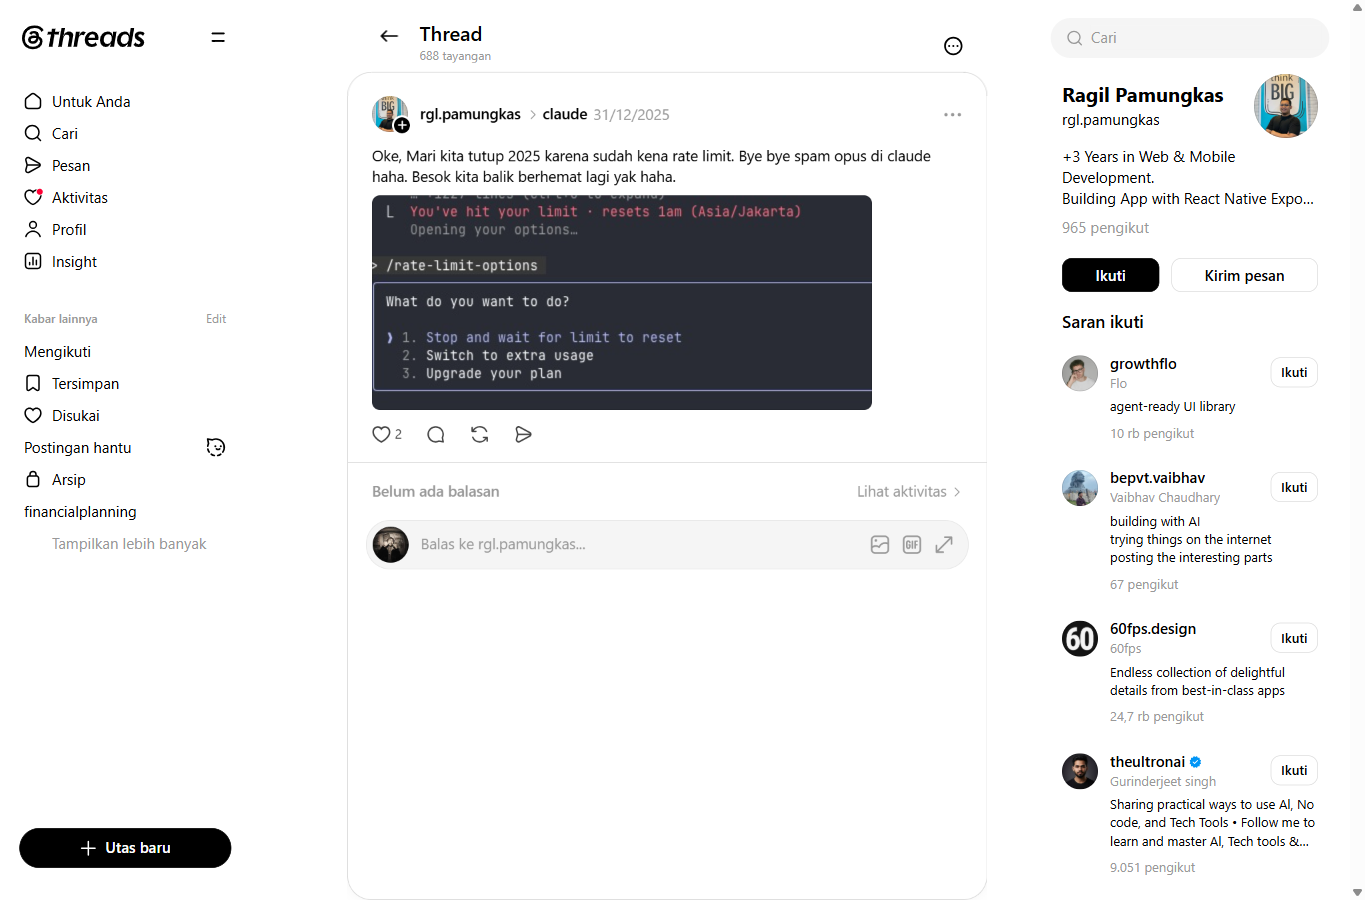 threads
Untuk Anda
Cari
Pesan
Aktivitas
Profil
Insight
Kabar lainnya
Edit
Mengikuti
Tersimpan
Disukai
Postingan hantu
Arsip
financialplanning
Tampilkan lebih banyak
Utas baru
Thread
688 tayangan
rgl.pamungkas > claude 31/12/2025
Oke, Mari kita tutup 2025 karena sudah kena rate limit. Bye bye spam opus di claude
haha. Besok kita balik berhemat lagi yak haha.
… +1227 lines (ctrl+o to expand)
You've hit your limit · resets 1am (Asia/Jakarta)
Opening your options…
> /rate-limit-options
What do you want to do?
❯ 1. Stop and wait for limit to reset
2. Switch to extra usage
3. Upgrade your plan
2
Belum ada balasan
Lihat aktivitas
Balas ke rgl.pamungkas...
GIF
Cari
Ragil Pamungkas
rgl.pamungkas
think
BIG
+3 Years in Web & Mobile
Development.
Building App with React Native Expo...
965 pengikut
Ikuti
Kirim pesan
Saran ikuti
growthflo
Flo
Ikuti
agent-ready UI library
10 rb pengikut
bepvt.vaibhav
Vaibhav Chaudhary
Ikuti
building with AI
trying things on the internet
posting the interesting parts
67 pengikut
60
60fps.design
60fps
Ikuti
Endless collection of delightful
details from best-in-class apps
24,7 rb pengikut
theultronai
Gurinderjeet singh
Ikuti
Sharing practical ways to use AI, No
code, and Tech Tools • Follow me to
learn and master AI, Tech tools &...
9.051 pengikut